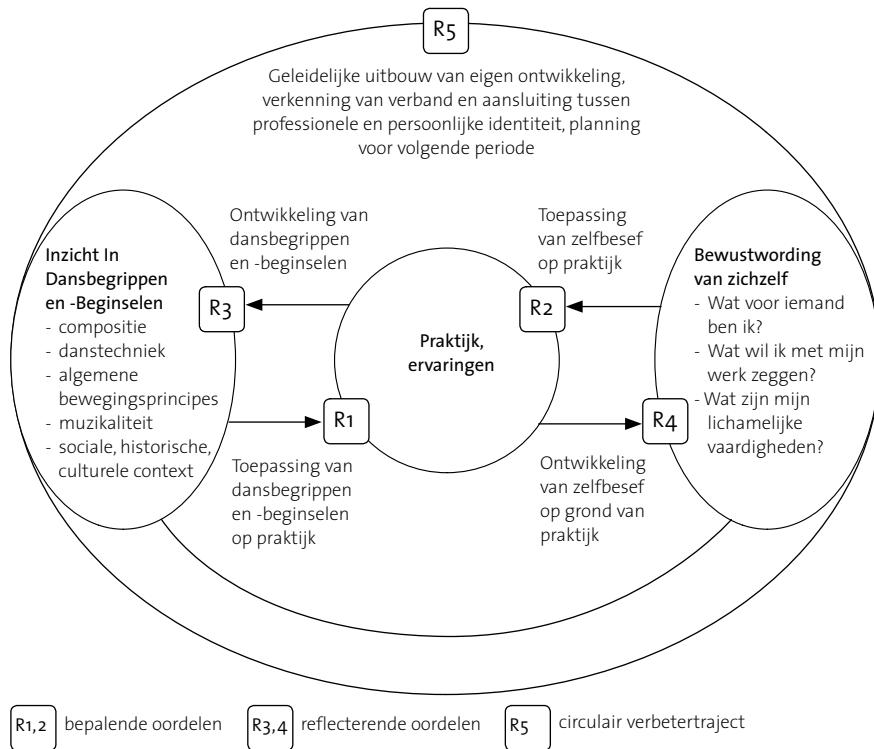 R5
Geleidelijke uitbouw van eigen ontwikkeling,
verkenning van verband en aansluiting tussen
professionele en persoonlijke identiteit, planning
voor volgende periode
Inzicht In
Dansbegrippen
en -Beginselen
- compositie
- danstechniek
- algemene
bewegingsprincipes
- muzikaliteit
- sociale, historische,
culturele context
Ontwikkeling van
dansbegrippen
en -beginselen
R3
R1
Toepassing van
dansbegrippen
en -beginselen
op praktijk
Praktijk,
ervaringen
Toepassing
van zelfbesef
op praktijk
R2
R4
Ontwikkeling
van zelfbesef
op grond van
praktijk
Bewustwording
van zichzelf
- Wat voor iemand
ben ik?
- Wat wil ik met mijn
werk zeggen?
- Wat zijn mijn
lichamelijke
vaardigheden?
R1,2 bepalende oordelen
R3,4 reflecterende oordelen
R5 circulair verbetertraject